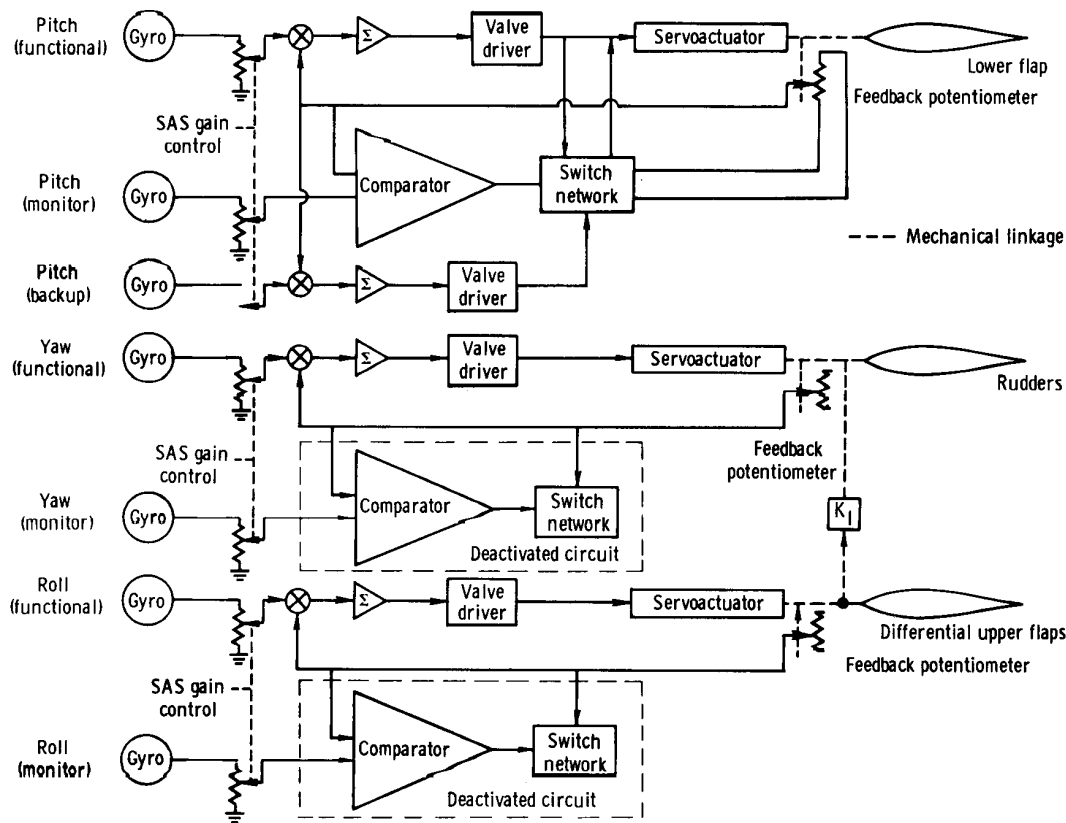 Pitch
(functional)
Gyro
Σ
Valve
driver
Servoactuator
Lower flap
Feedback potentiometer
SAS gain
control
Pitch
(monitor)
Gyro
Comparator
Switch
network
Mechanical linkage
Pitch
(backup)
Gyro
Σ
Valve
driver
Yaw
(functional)
Gyro
Σ
Valve
driver
Servoactuator
Rudders
Feedback
potentiometer
SAS gain
control
Yaw
(monitor)
Gyro
Comparator
Switch
network
Deactivated circuit
K1
Roll
(functional)
Gyro
Σ
Valve
driver
Servoactuator
Differential upper flaps
Feedback potentiometer
SAS gain
control
Roll
(monitor)
Gyro
Comparator
Switch
network
Deactivated circuit